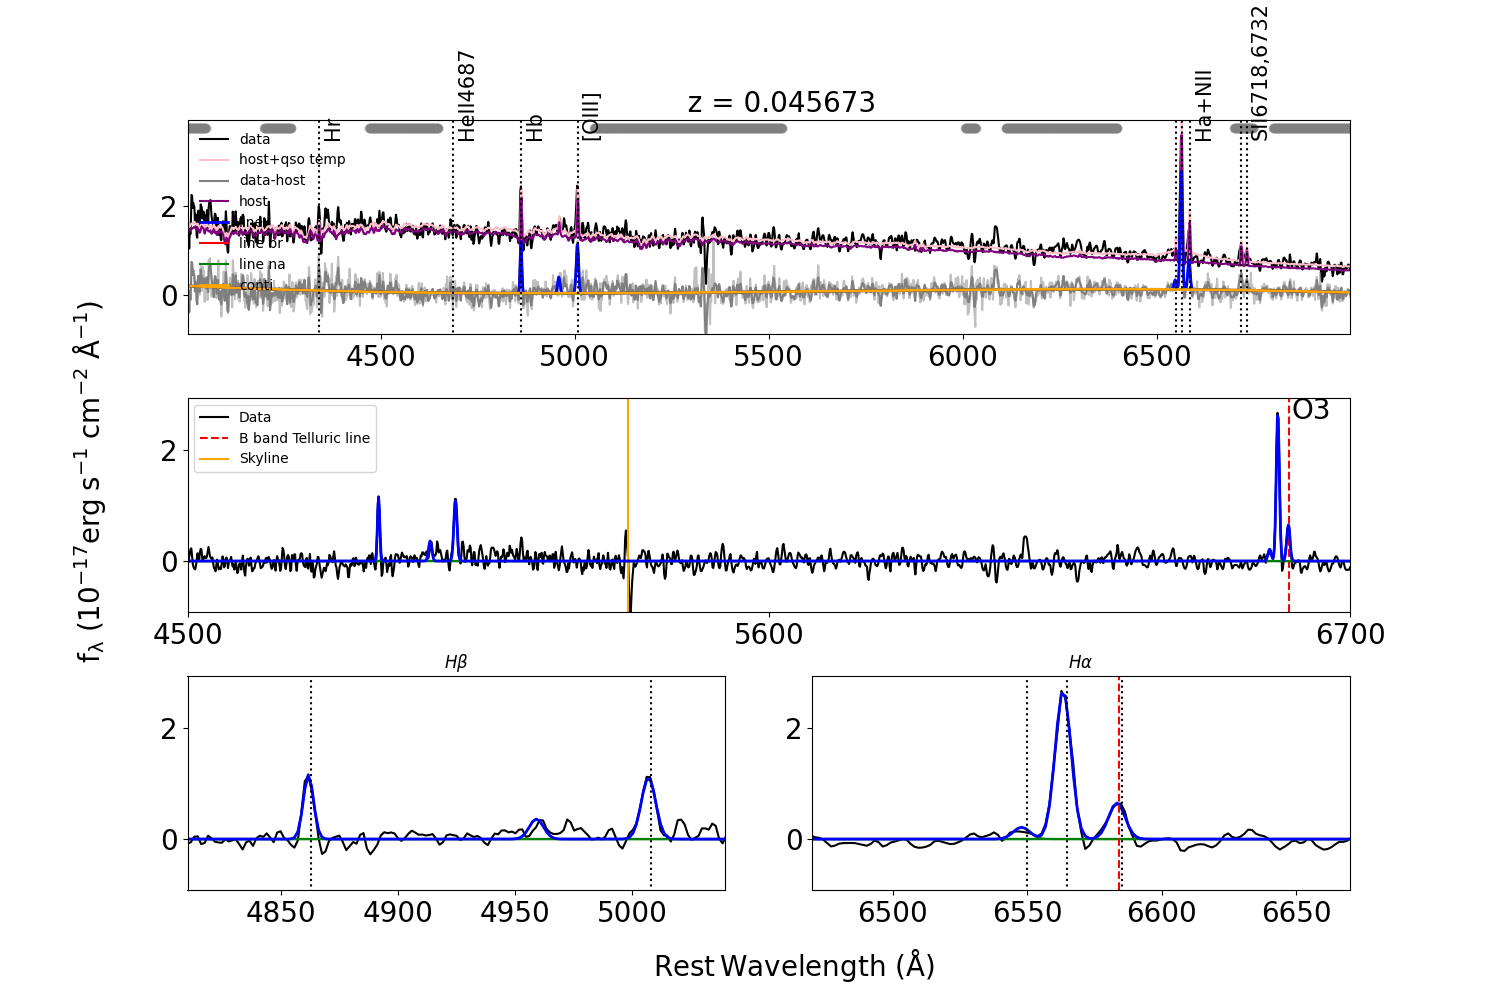 z = 0.045673
Hr
HeII4687
Hb
[OIII]
Ha+NII
SII6718,6732
data
host+qso temp
data-host
host
line br
line na
conti
2
0
4500 5000 5500 6000 6500
fλ (10⁻¹⁷erg s⁻¹ cm⁻² Å⁻¹)
Data
B band Telluric line
Skyline
O3
2
0
4500 5600 6700
Hβ
2
0
4850 4900 4950 5000
Hα
2
0
6500 6550 6600 6650
Rest Wavelength (Å)